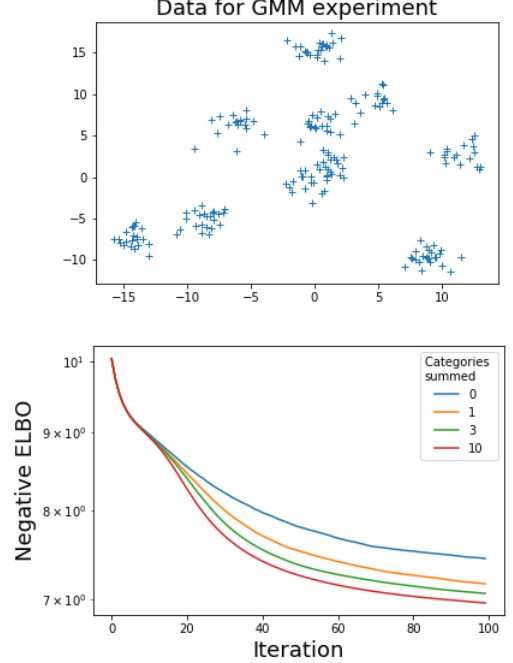 Data for GMM experiment
15
10
5
0
−5
−10
−15
−10
−5
0
5
10
Negative ELBO
10¹
9 × 10⁰
8 × 10⁰
7 × 10⁰
Categories
summed
0
1
3
10
0
20
40
60
80
100
Iteration